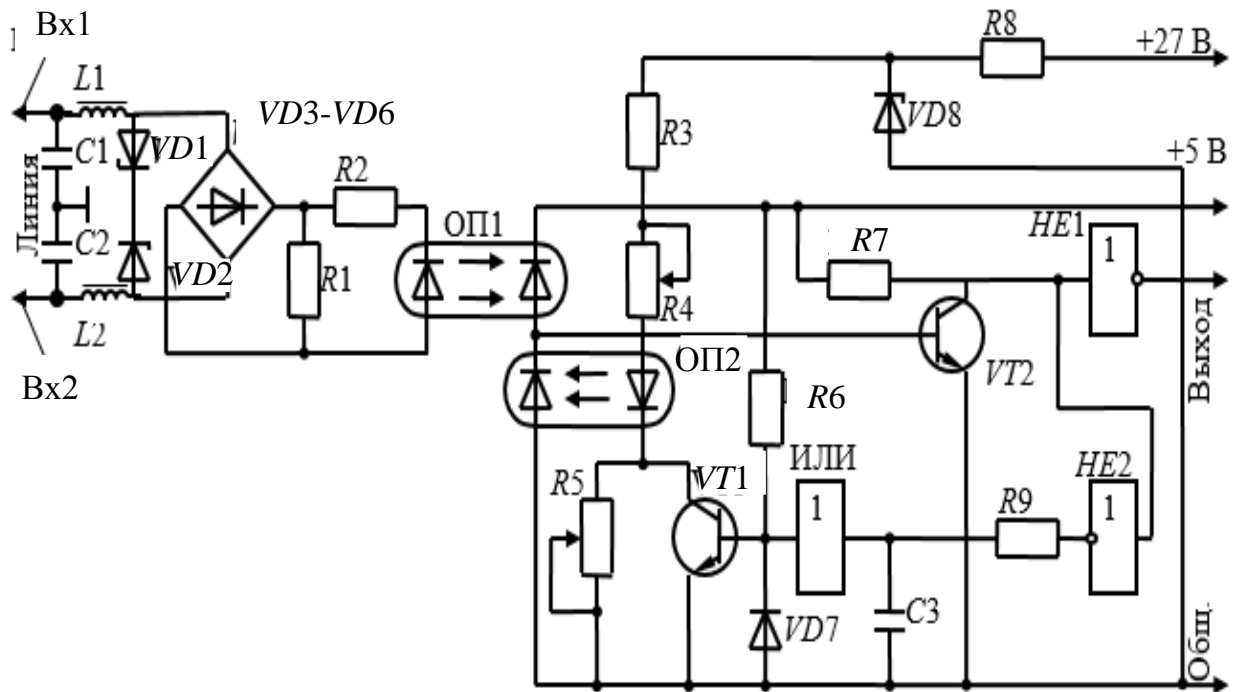 Вх1
R8
+27 В
L1
VD3-VD6
VD1
C1
R3
VD8
+5 В
Линия
R2
ОП1
НЕ1
R7
1
C2
VD2
R1
R4
L2
ОП2
VT2
Выход
Вх2
R6
ИЛИ
НЕ2
R5
VT1
1
R9
1
VD7
C3
Общ.